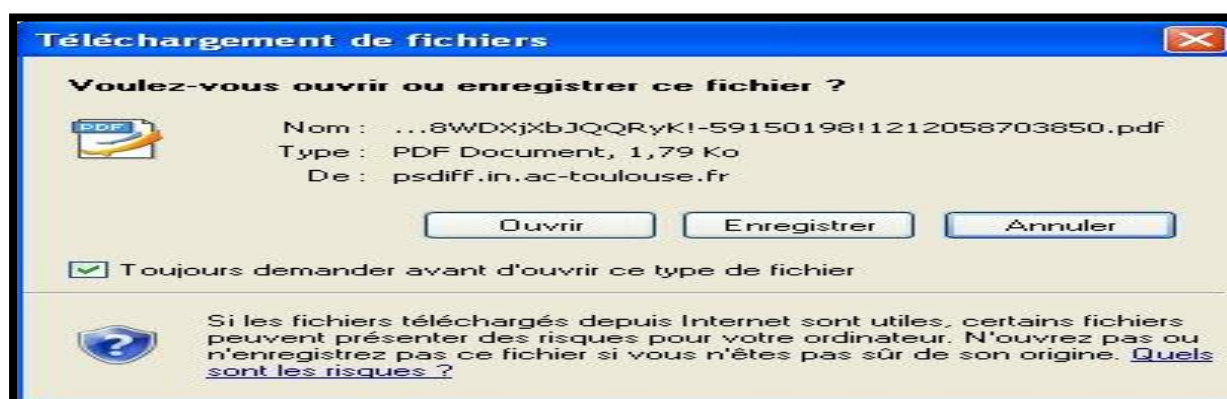 Téléchargement de fichiers
Voulez-vous ouvrir ou enregistrer ce fichier ?
PDF
Nom : ...8WDXjXbJQQRyK!-59150198!1212058703850.pdf
Type : PDF Document, 1,79 Ko
De : psdiff.in.ac-toulouse.fr
Ouvrir Enregistrer Annuler
Toujours demander avant d'ouvrir ce type de fichier
Si les fichiers téléchargés depuis Internet sont utiles, certains fichiers
peuvent présenter des risques pour votre ordinateur. N'ouvrez pas ou
n'enregistrez pas ce fichier si vous n'êtes pas sûr de son origine. Quels
sont les risques ?